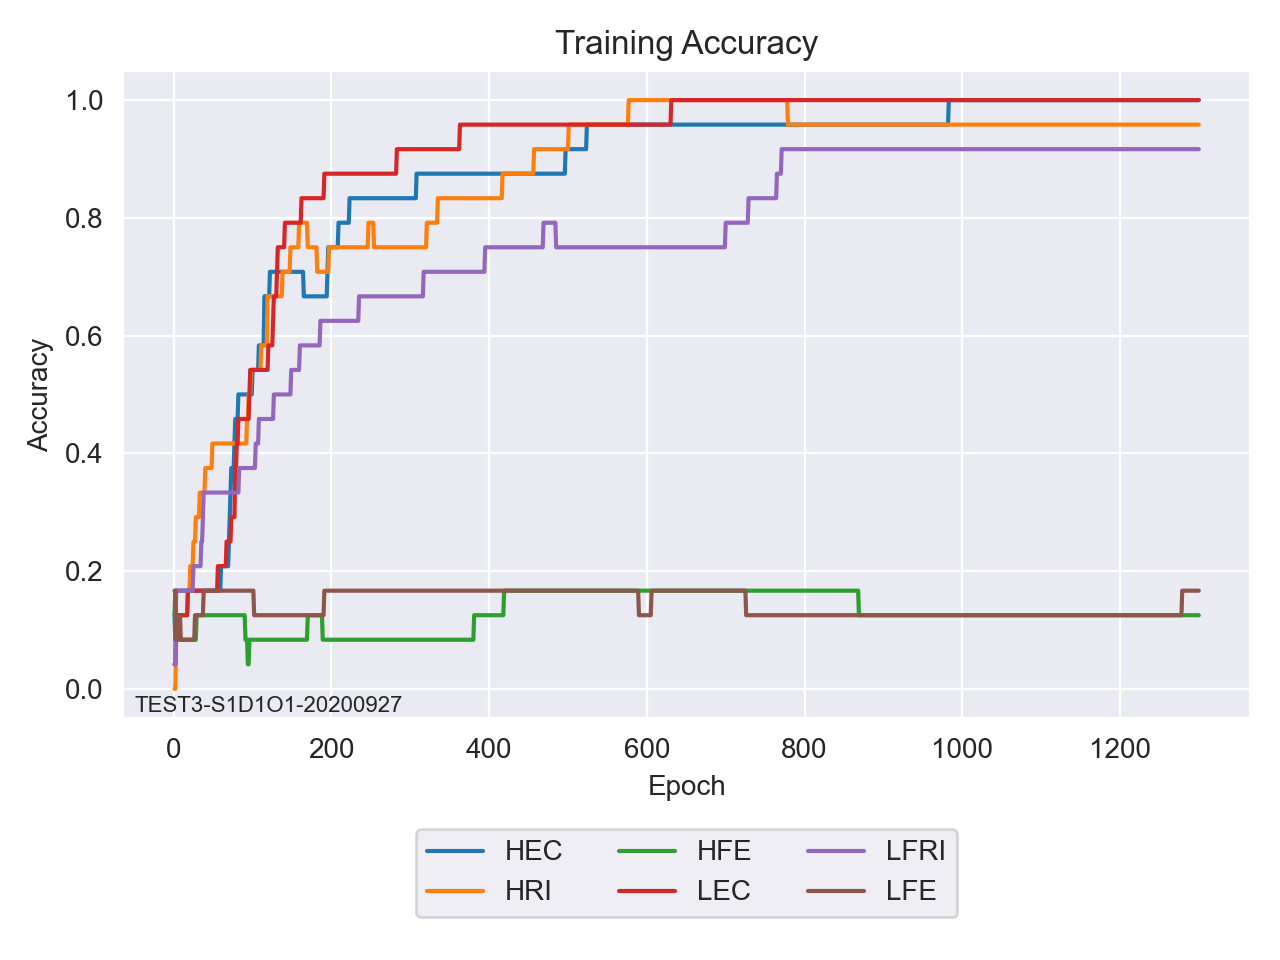 Training Accuracy
1.0
0.8
0.6
0.4
0.2
0.0
Accuracy
TEST3-S1D1O1-20200927
0 200 400 600 800 1000 1200
Epoch
HEC HFE LFRI
HRI LEC LFE